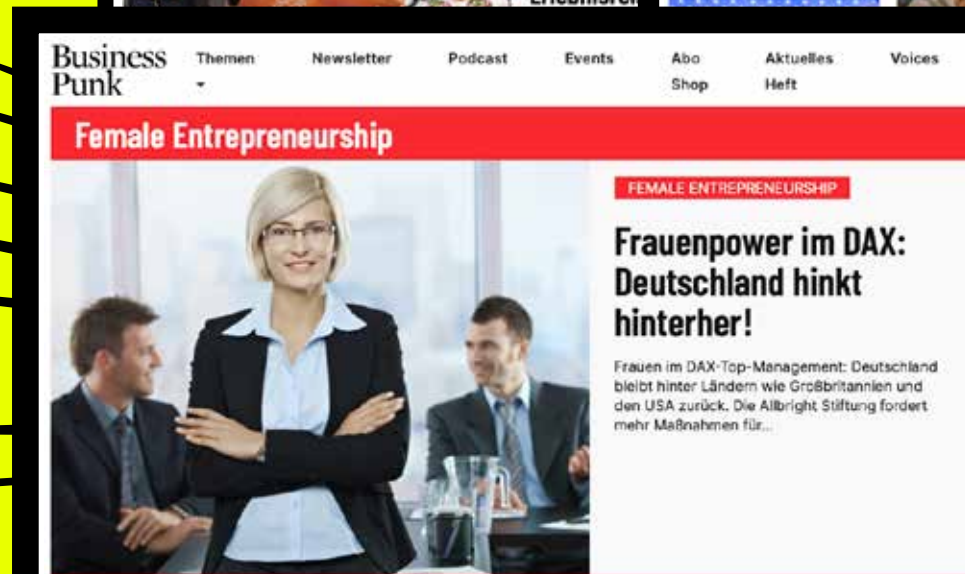 Business Punk
Themen
Newsletter
Podcast
Events
Abo Shop
Aktuelles Heft
Voices
Female Entrepreneurship
FEMALE ENTREPRENEURSHIP
Frauenpower im DAX:
Deutschland hinkt
hinterher!
Frauen im DAX-Top-Management: Deutschland
bleibt hinter Ländern wie Großbritannien und
den USA zurück. Die Allbright Stiftung fordert
mehr Maßnahmen für...